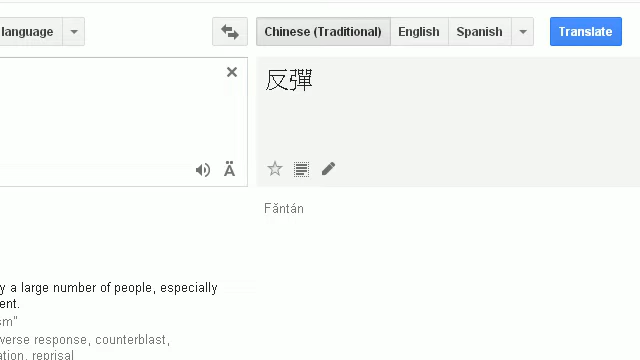 language Chinese (Traditional) English Spanish Translate
反彈
Ä
Fǎntán
y a large number of people, especially
ent.
sm"
verse response, counterblast,
ation, reprisal